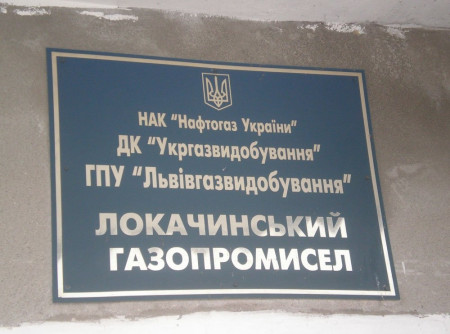 НАК "Нафтогаз України"
ДК "Укргазвидобування"
ГПУ "Львівгазвидобування"
ЛОКАЧИНСЬКИЙ
ГАЗОПРОМИСЕЛ